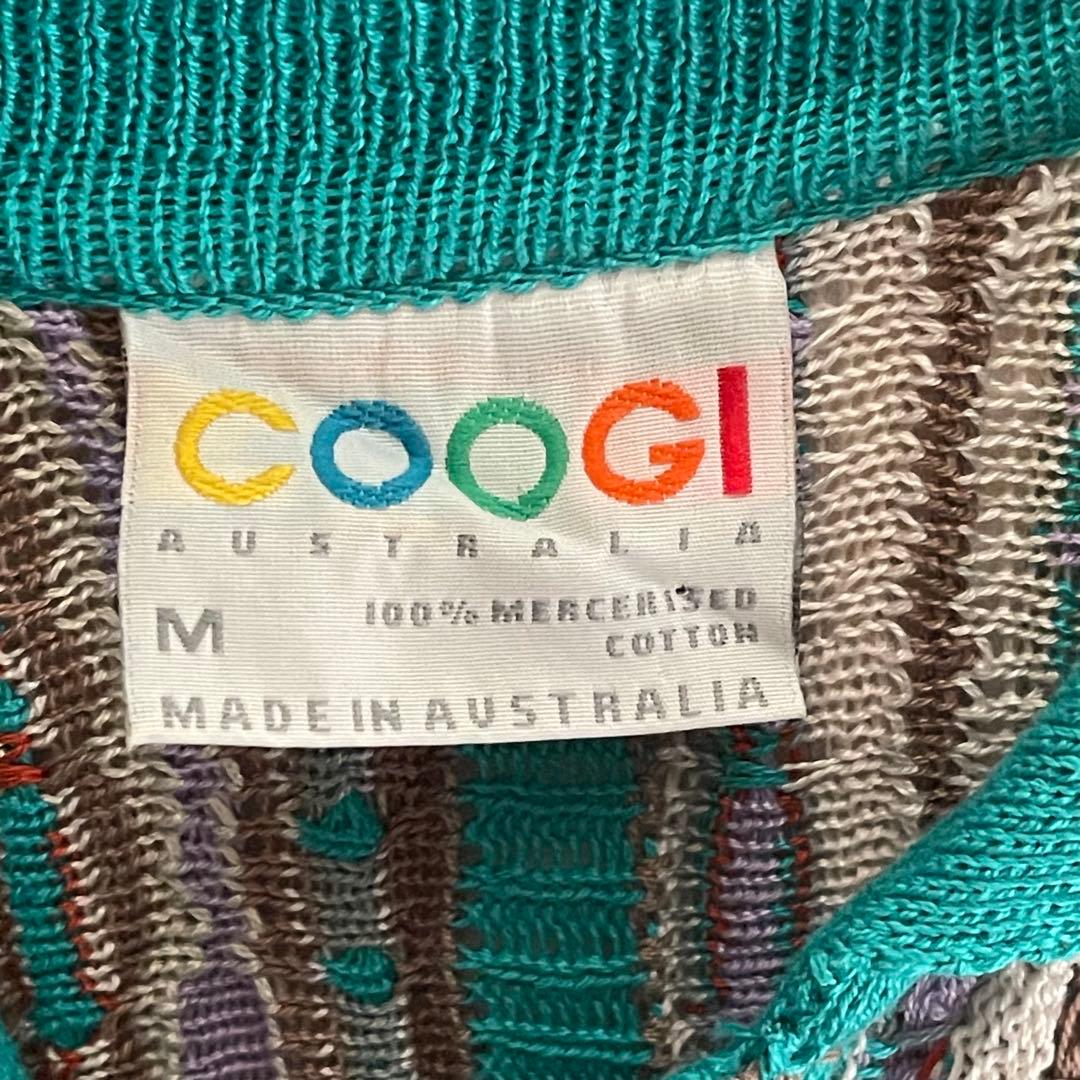 COOGI
AUSTRALIA
M 100% MERCERISED
COTTON
MADE IN AUSTRALIA